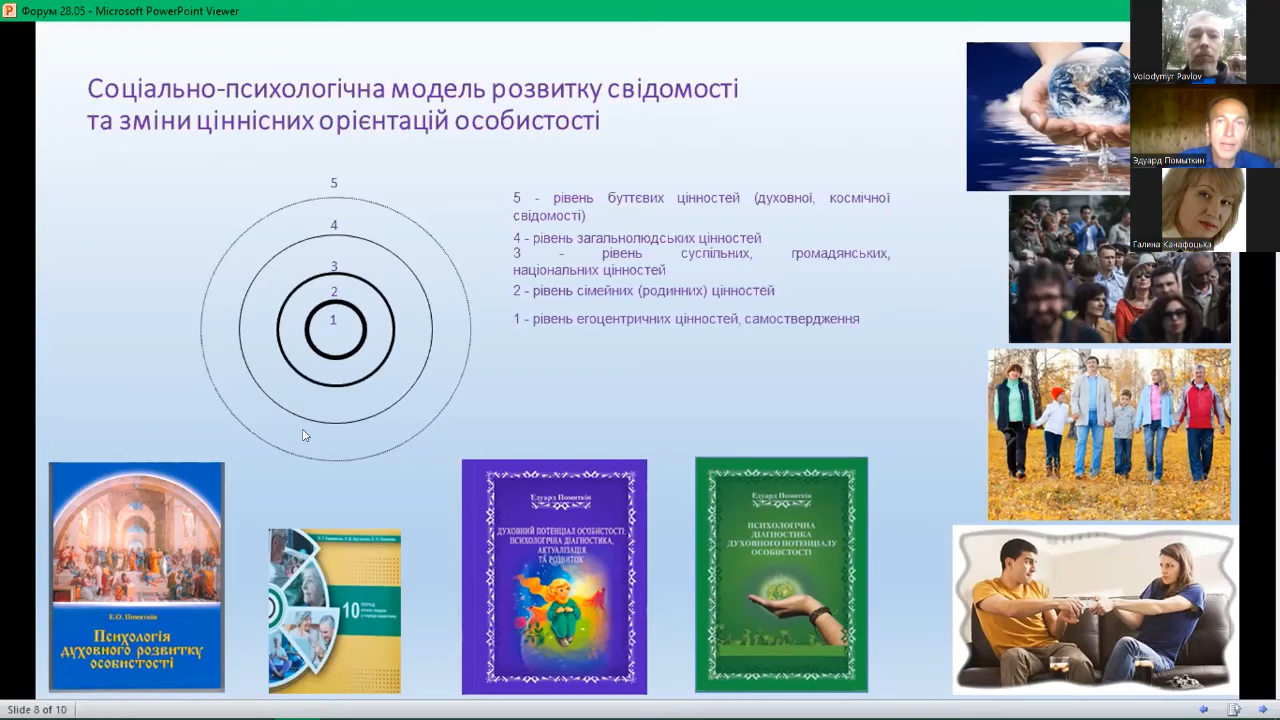 Форум 28.05 - Microsoft PowerPoint Viewer
Соціально-психологічна модель розвитку свідомості
та зміни ціннісних орієнтацій особистості
5
4
3
2
1
5 - рівень буттєвих цінностей (духовної, космічної
свідомості)
4 - рівень загальнолюдських цінностей
3 - рівень суспільних, громадянських,
національних цінностей
2 - рівень сімейних (родинних) цінностей
1 - рівень егоцентричних цінностей, самоствердження
Volodymyr Pavlov
Эдуард Помыткин
Галина Канафоцька
Е.О. Помиткін
Психологія
духовного розвитку
особистості
10
Едуард Помиткін
ДУХОВНИЙ ПОТЕНЦІАЛ ОСОБИСТОСТІ:
ПСИХОЛОГІЧНА ДІАГНОСТИКА,
АКТУАЛІЗАЦІЯ
ТА РОЗВИТОК
Едуард Помиткін
ПСИХОЛОГІЧНА
ДІАГНОСТИКА
ДУХОВНОГО ПОТЕНЦІАЛУ
ОСОБИСТОСТІ
Slide 8 of 10